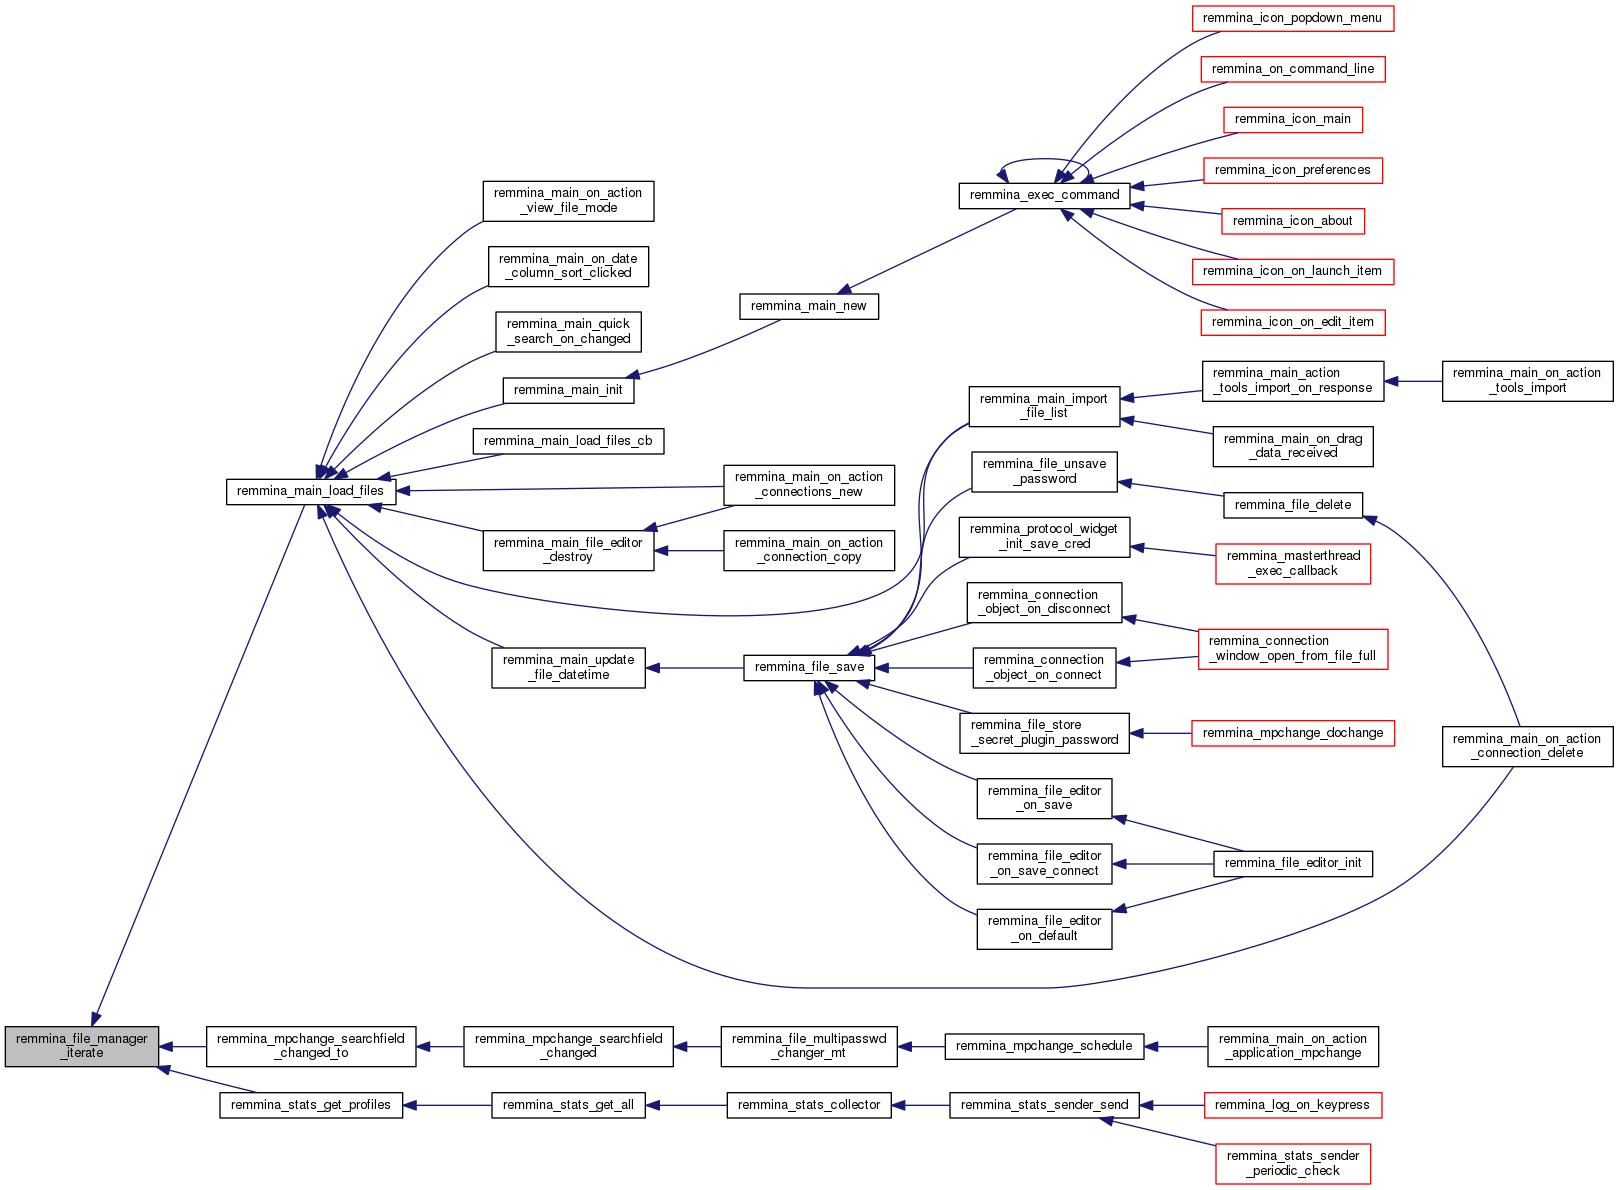 remmina_icon_popdown_menu
remmina_on_command_line
remmina_icon_main
remmina_icon_preferences
remmina_exec_command
remmina_icon_about
remmina_icon_on_launch_item
remmina_icon_on_edit_item
remmina_main_on_action
_view_file_mode
remmina_main_on_date
_column_sort_clicked
remmina_main_quick
_search_on_changed
remmina_main_new
remmina_main_init
remmina_main_load_files_cb
remmina_main_load_files
remmina_main_on_action
_connections_new
remmina_main_file_editor
_destroy
remmina_main_on_action
_connection_copy
remmina_main_import
_file_list
remmina_main_action
_tools_import_on_response
remmina_main_on_action
_tools_import
remmina_main_on_drag
_data_received
remmina_file_unsave
_password
remmina_file_delete
remmina_protocol_widget
_init_save_cred
remmina_masterthread
_exec_callback
remmina_connection
_object_on_disconnect
remmina_connection
_window_open_from_file_full
remmina_main_update
_file_datetime
remmina_file_save
remmina_connection
_object_on_connect
remmina_file_store
_secret_plugin_password
remmina_mpchange_dochange
remmina_main_on_action
_connection_delete
remmina_file_editor
_on_save
remmina_file_editor
_on_save_connect
remmina_file_editor_init
remmina_file_editor
_on_default
remmina_file_manager
_iterate
remmina_mpchange_searchfield
_changed_to
remmina_mpchange_searchfield
_changed
remmina_file_multipasswd
_changer_mt
remmina_mpchange_schedule
remmina_main_on_action
_application_mpchange
remmina_stats_get_profiles
remmina_stats_get_all
remmina_stats_collector
remmina_stats_sender_send
remmina_log_on_keypress
remmina_stats_sender
_periodic_check